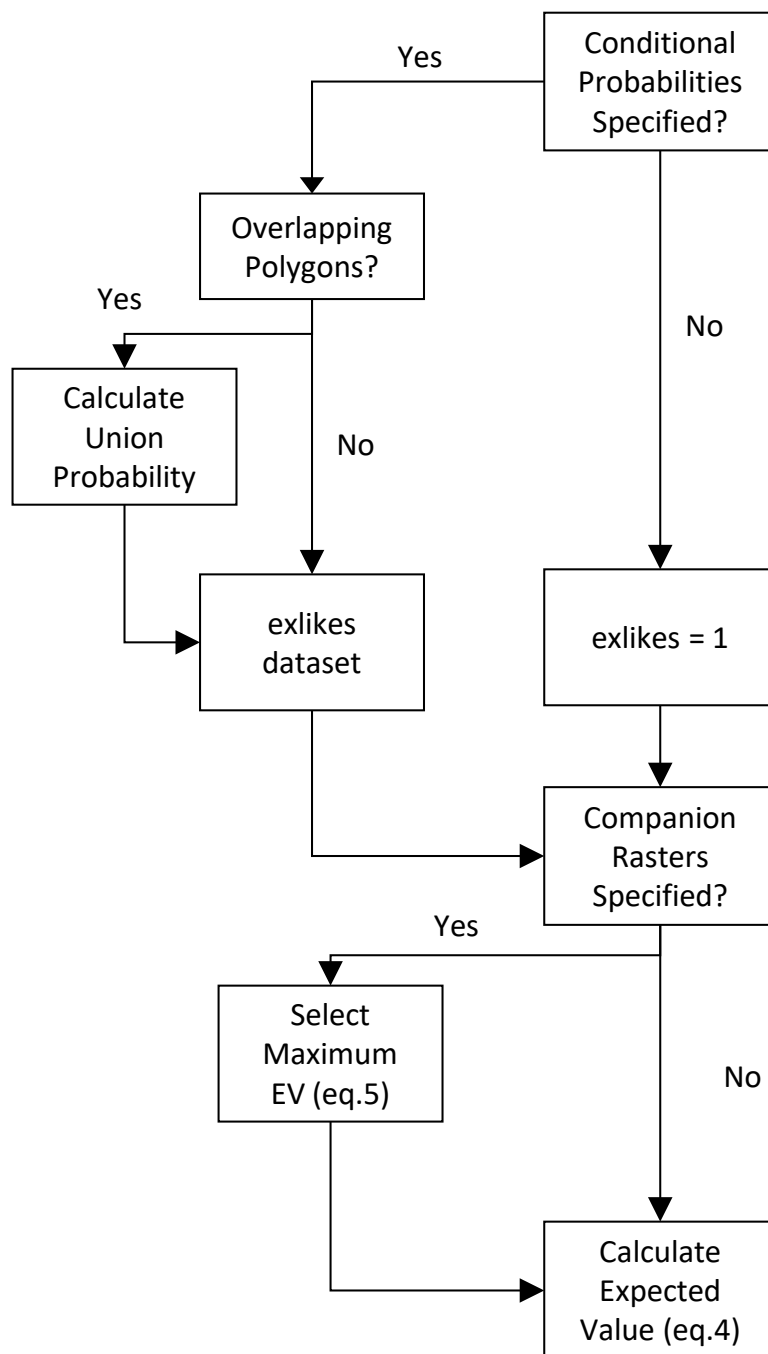 Conditional
Probabilities
Specified?
Yes
Overlapping
Polygons?
Yes
No
Calculate
Union
Probability
No
exlikes
dataset
exlikes = 1
Companion
Rasters
Specified?
Yes
Select
Maximum
EV (eq.5)
No
Calculate
Expected
Value (eq.4)